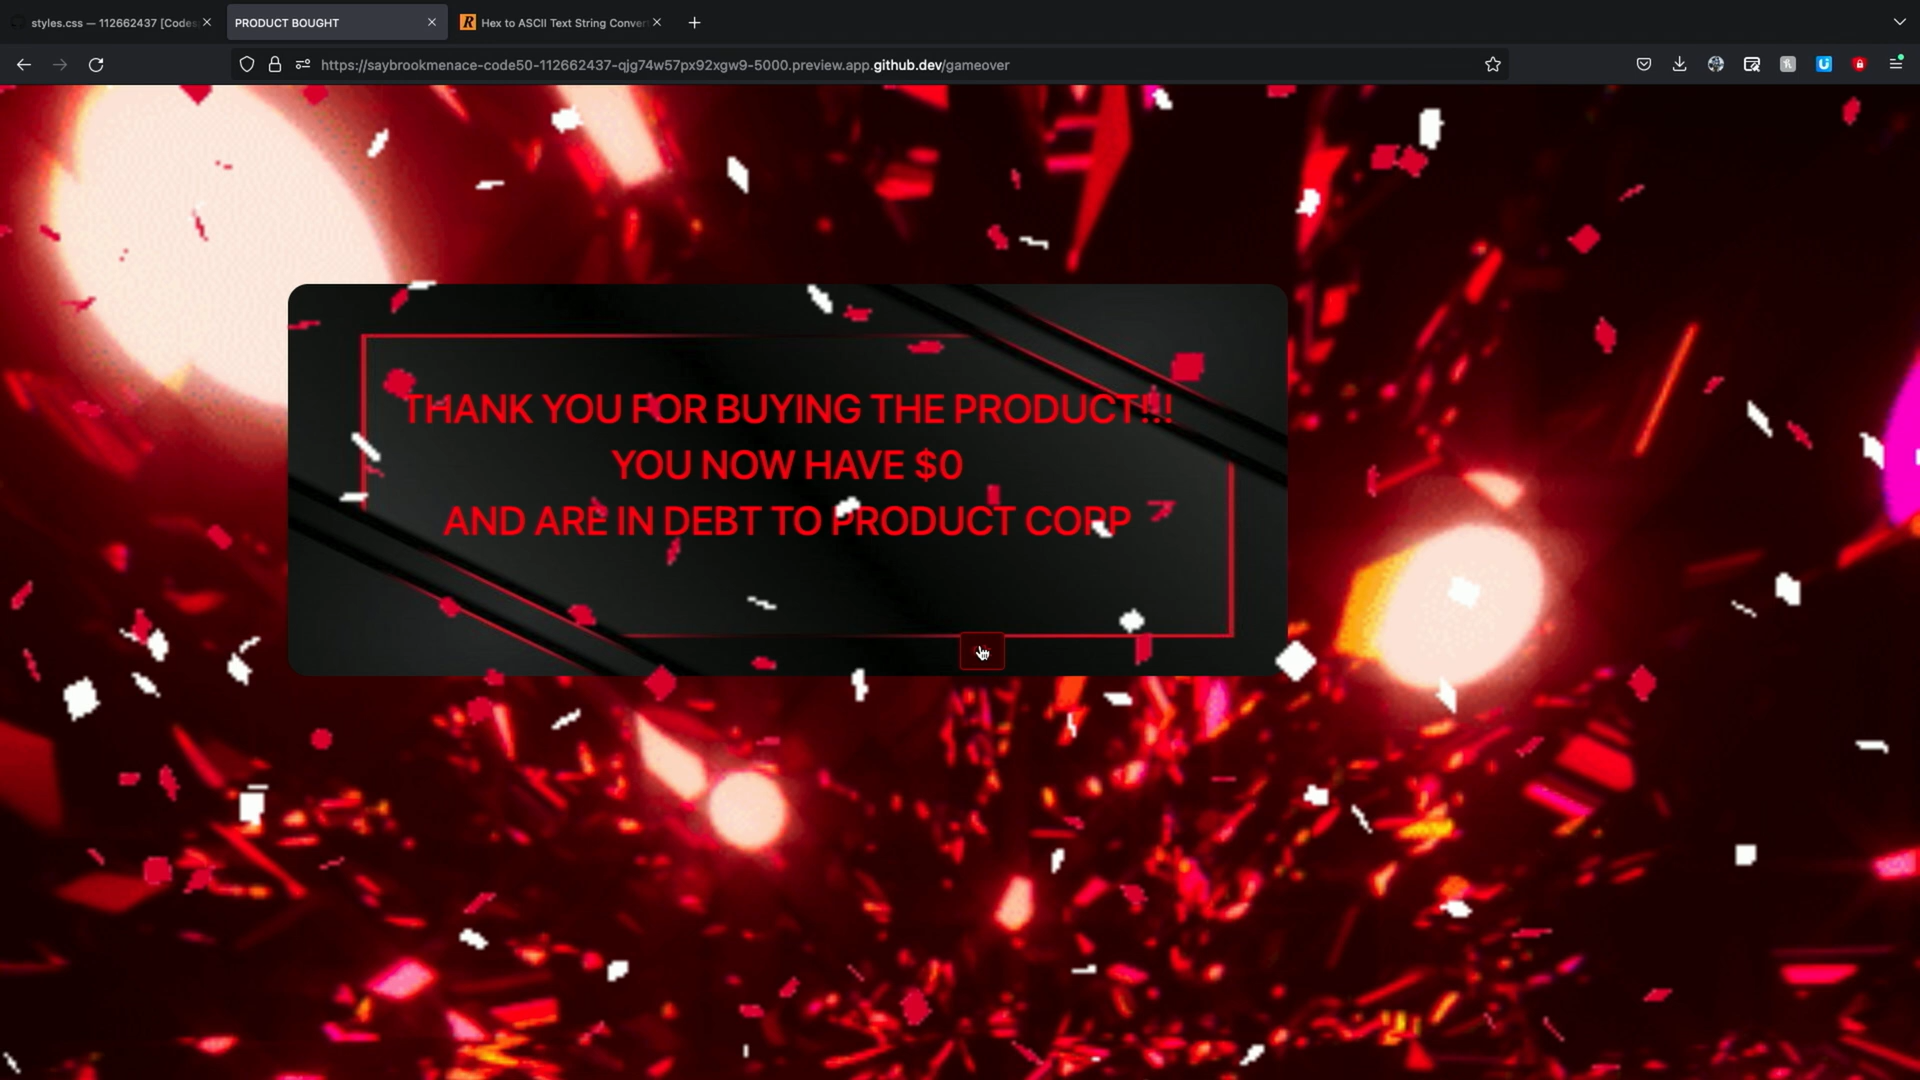 styles.css — 112662437 [Codes
PRODUCT BOUGHT
Hex to ASCII Text String Conver
https://saybrookmenace-code50-112662437-qjg74w57px92xgw9-5000.preview.app.github.dev/gameover
THANK YOU FOR BUYING THE PRODUCT!!!
YOU NOW HAVE $0
AND ARE IN DEBT TO PRODUCT CORP